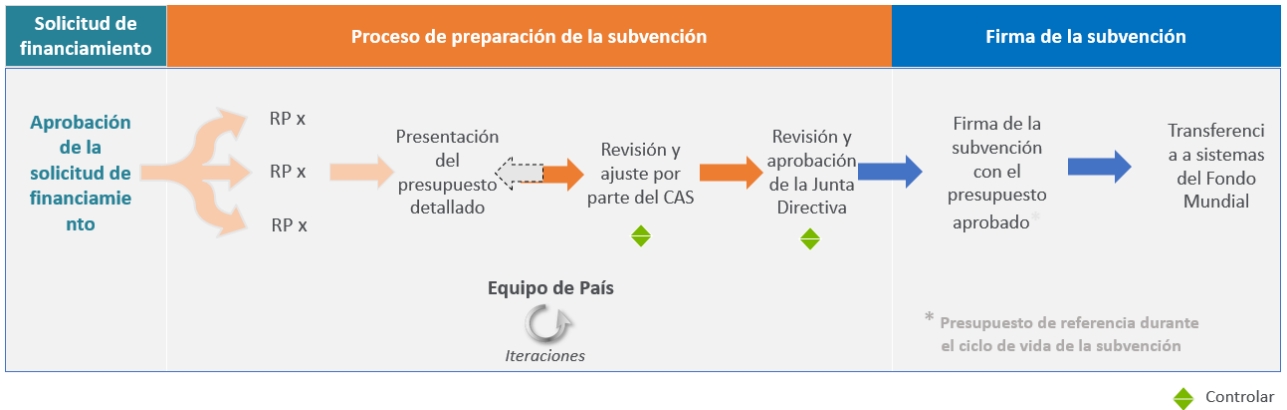 Solicitud de
financiamiento
Proceso de preparación de la subvención
Firma de la subvención
Aprobación
de la
solicitud de
financiamie
nto
RP x
RP x
RP x
Presentación
del
presupuesto
detallado
Revisión y
ajuste por
parte del CAS
Revisión y
aprobación
de la Junta
Directiva
Firma de la
subvención
con el
presupuesto
aprobado*
Transferenci
a a sistemas
del Fondo
Mundial
Equipo de País
Iteraciones
* Presupuesto de referencia durante
el ciclo de vida de la subvención
Controlar